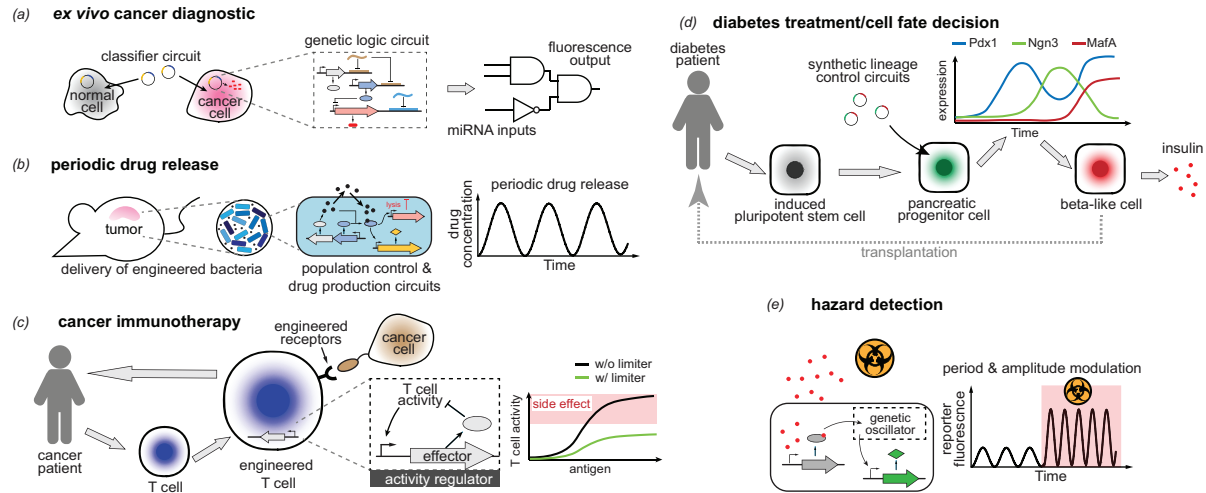 (a) ex vivo cancer diagnostic
classifier circuit
normal
cell
cancer
cell
genetic logic circuit
fluorescence
output
miRNA inputs
(b) periodic drug release
tumor
delivery of engineered bacteria
lysis
population control &
drug production circuits
periodic drug release
drug
concentration
Time
(c) cancer immunotherapy
cancer
patient
T cell
engineered
T cell
engineered
receptors
cancer
cell
T cell
activity
effector
activity regulator
w/o limiter
w/ limiter
side effect
T cell activity
antigen
(d) diabetes treatment/cell fate decision
diabetes
patient
synthetic lineage
control circuits
Pdx1 Ngn3 MafA
expression
Time
induced
pluripotent stem cell
pancreatic
progenitor cell
beta-like cell
insulin
transplantation
(e) hazard detection
genetic
oscillator
period & amplitude modulation
reporter
fluorescence
Time